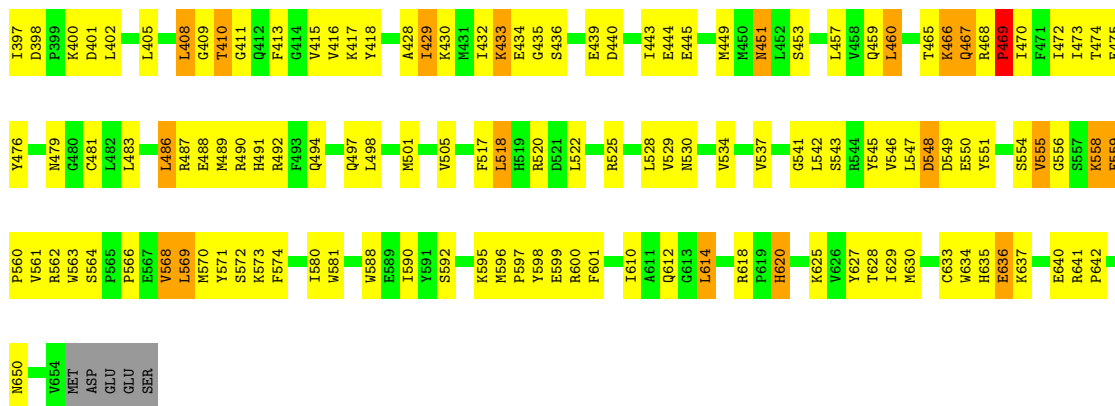 I397 D398 P399 K400 D401 L402 L405 L408 G409 T410 G411 Q412 F413 G414 V415 V416 K417 Y418 A428 I429 K430 M431 I432 K433 E434 G435 S436 E439 D440 I443 E444 E445 M449 M450 N451 L452 S453 L457 V458 Q459 L460 T465 K466 Q467 R468 P469 I470 F471 I472 I473 T474
Y476 N479 G480 C481 L482 L483 L486 R487 E488 M489 R490 H491 R492 F493 Q494 Q497 L498 M501 V505 F517 L518 H519 R520 D521 L522 R525 L528 V529 N530 V534 V537 G541 L542 S543 R544 Y545 V546 L547 D548 D549 E550 Y551 S554 V555 G556 S557 K558
P560 V561 R562 W563 S564 P565 P566 E567 V568 L569 M570 Y571 S572 K573 F574 I580 W581 W588 E589 I590 Y591 S592 K595 M596 P597 Y598 E599 R600 F601 I610 A611 Q612 G613 L614 R618 P619 H620 K625 V626 Y627 T628 I629 M630 C633 W634 H635 E636 K637 E640 R641 P642
N650 V654 MET ASP GLU GLU SER